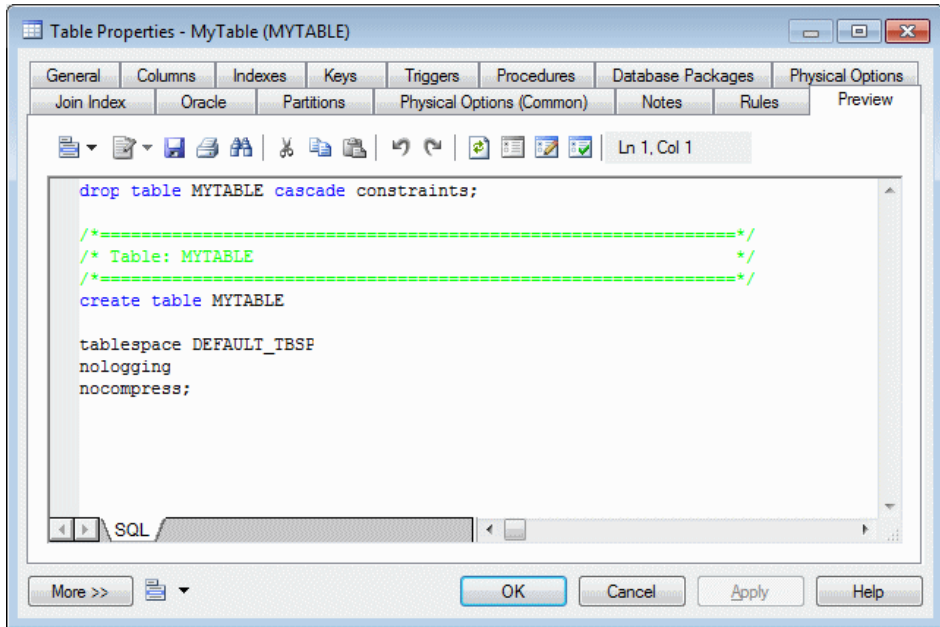 Table Properties - MyTable (MYTABLE)
General Columns Indexes Keys Triggers Procedures Database Packages Physical Options
Join Index Oracle Partitions Physical Options (Common) Notes Rules Preview
Ln 1, Col 1
drop table MYTABLE cascade constraints;
/*==============================================================*/
/* Table: MYTABLE */
/*==============================================================*/
create table MYTABLE
tablespace DEFAULT_TBSP
nologging
nocompress;
SQL
More >> OK Cancel Apply Help